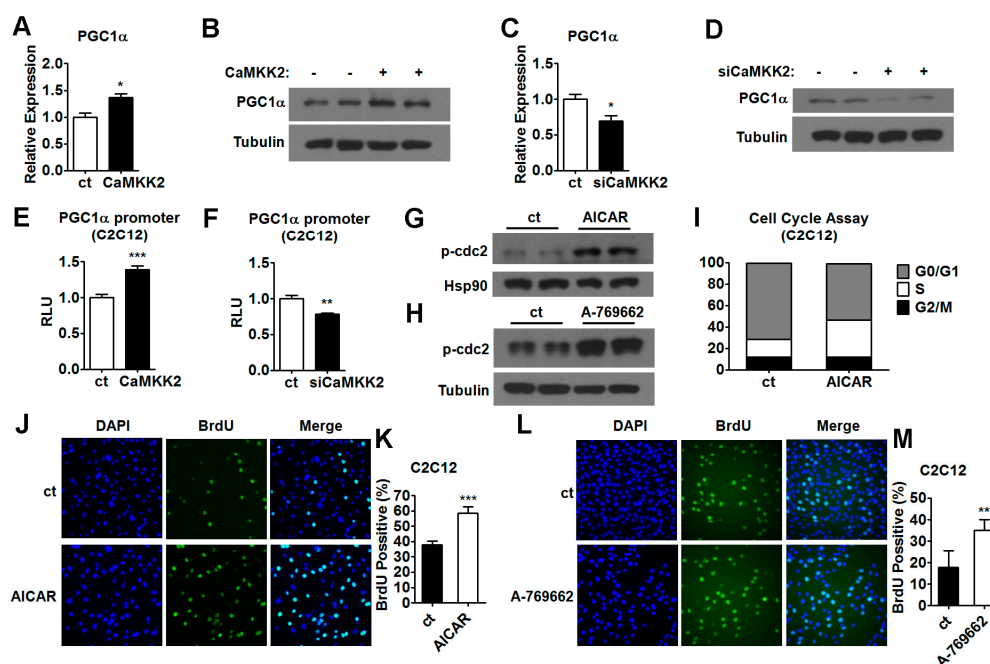 A
PGC1α
Relative Expression
2.0
1.5
1.0
0.5
0.0
*
ct
CaMKK2
B
CaMKK2: - - + +
PGC1α
Tubulin
C
PGC1α
Relative Expression
1.5
1.0
0.5
0.0
*
ct
siCaMKK2
D
siCaMKK2: - - + +
PGC1α
Tubulin
E
PGC1α promoter
(C2C12)
RLU
1.5
1.0
0.5
0.0
***
ct
CaMKK2
F
PGC1α promoter
(C2C12)
RLU
1.5
1.0
0.5
0.0
**
ct
siCaMKK2
G
ct AICAR
p-cdc2
Hsp90
H
ct A-769662
p-cdc2
Tubulin
I
Cell Cycle Assay
(C2C12)
100
80
60
40
20
0
ct AICAR
G0/G1
S
G2/M
J
DAPI BrdU Merge
ct
AICAR
K
C2C12
BrdU Possitive (%)
70
60
50
40
30
20
10
0
***
ct
AICAR
L
DAPI BrdU Merge
ct
A-769662
M
C2C12
BrdU Possitive (%)
50
40
30
20
10
0
**
ct
A-769662